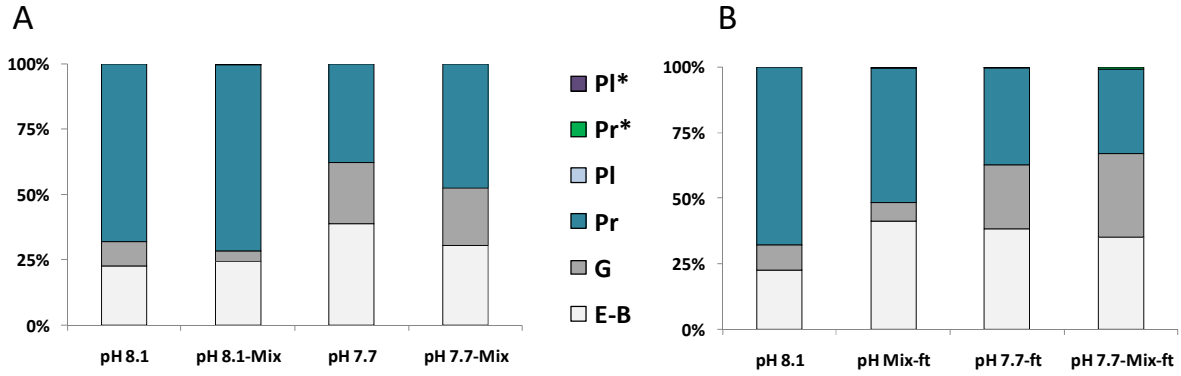 A
100%
75%
50%
25%
0%
pH 8.1
pH 8.1-Mix
pH 7.7
pH 7.7-Mix
Pl*
Pr*
Pl
Pr
G
E-B
B
100%
75%
50%
25%
0%
pH 8.1
pH Mix-ft
pH 7.7-ft
pH 7.7-Mix-ft